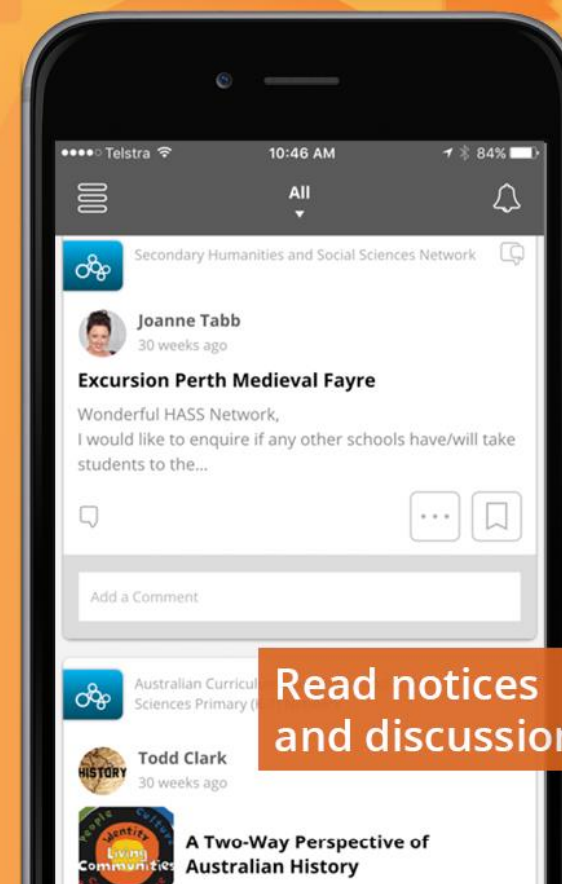 Telstra 10:46 AM 84%
All
Secondary Humanities and Social Sciences Network
Joanne Tabb
30 weeks ago
Excursion Perth Medieval Fayre
Wonderful HASS Network,
I would like to enquire if any other schools have/will take
students to the...
Add a Comment
Australian Curricul
Sciences Primary (
Read notices
and discussion
HISTORY
Todd Clark
30 weeks ago
People Culture
Identity
Living
Communities
A Two-Way Perspective of
Australian History